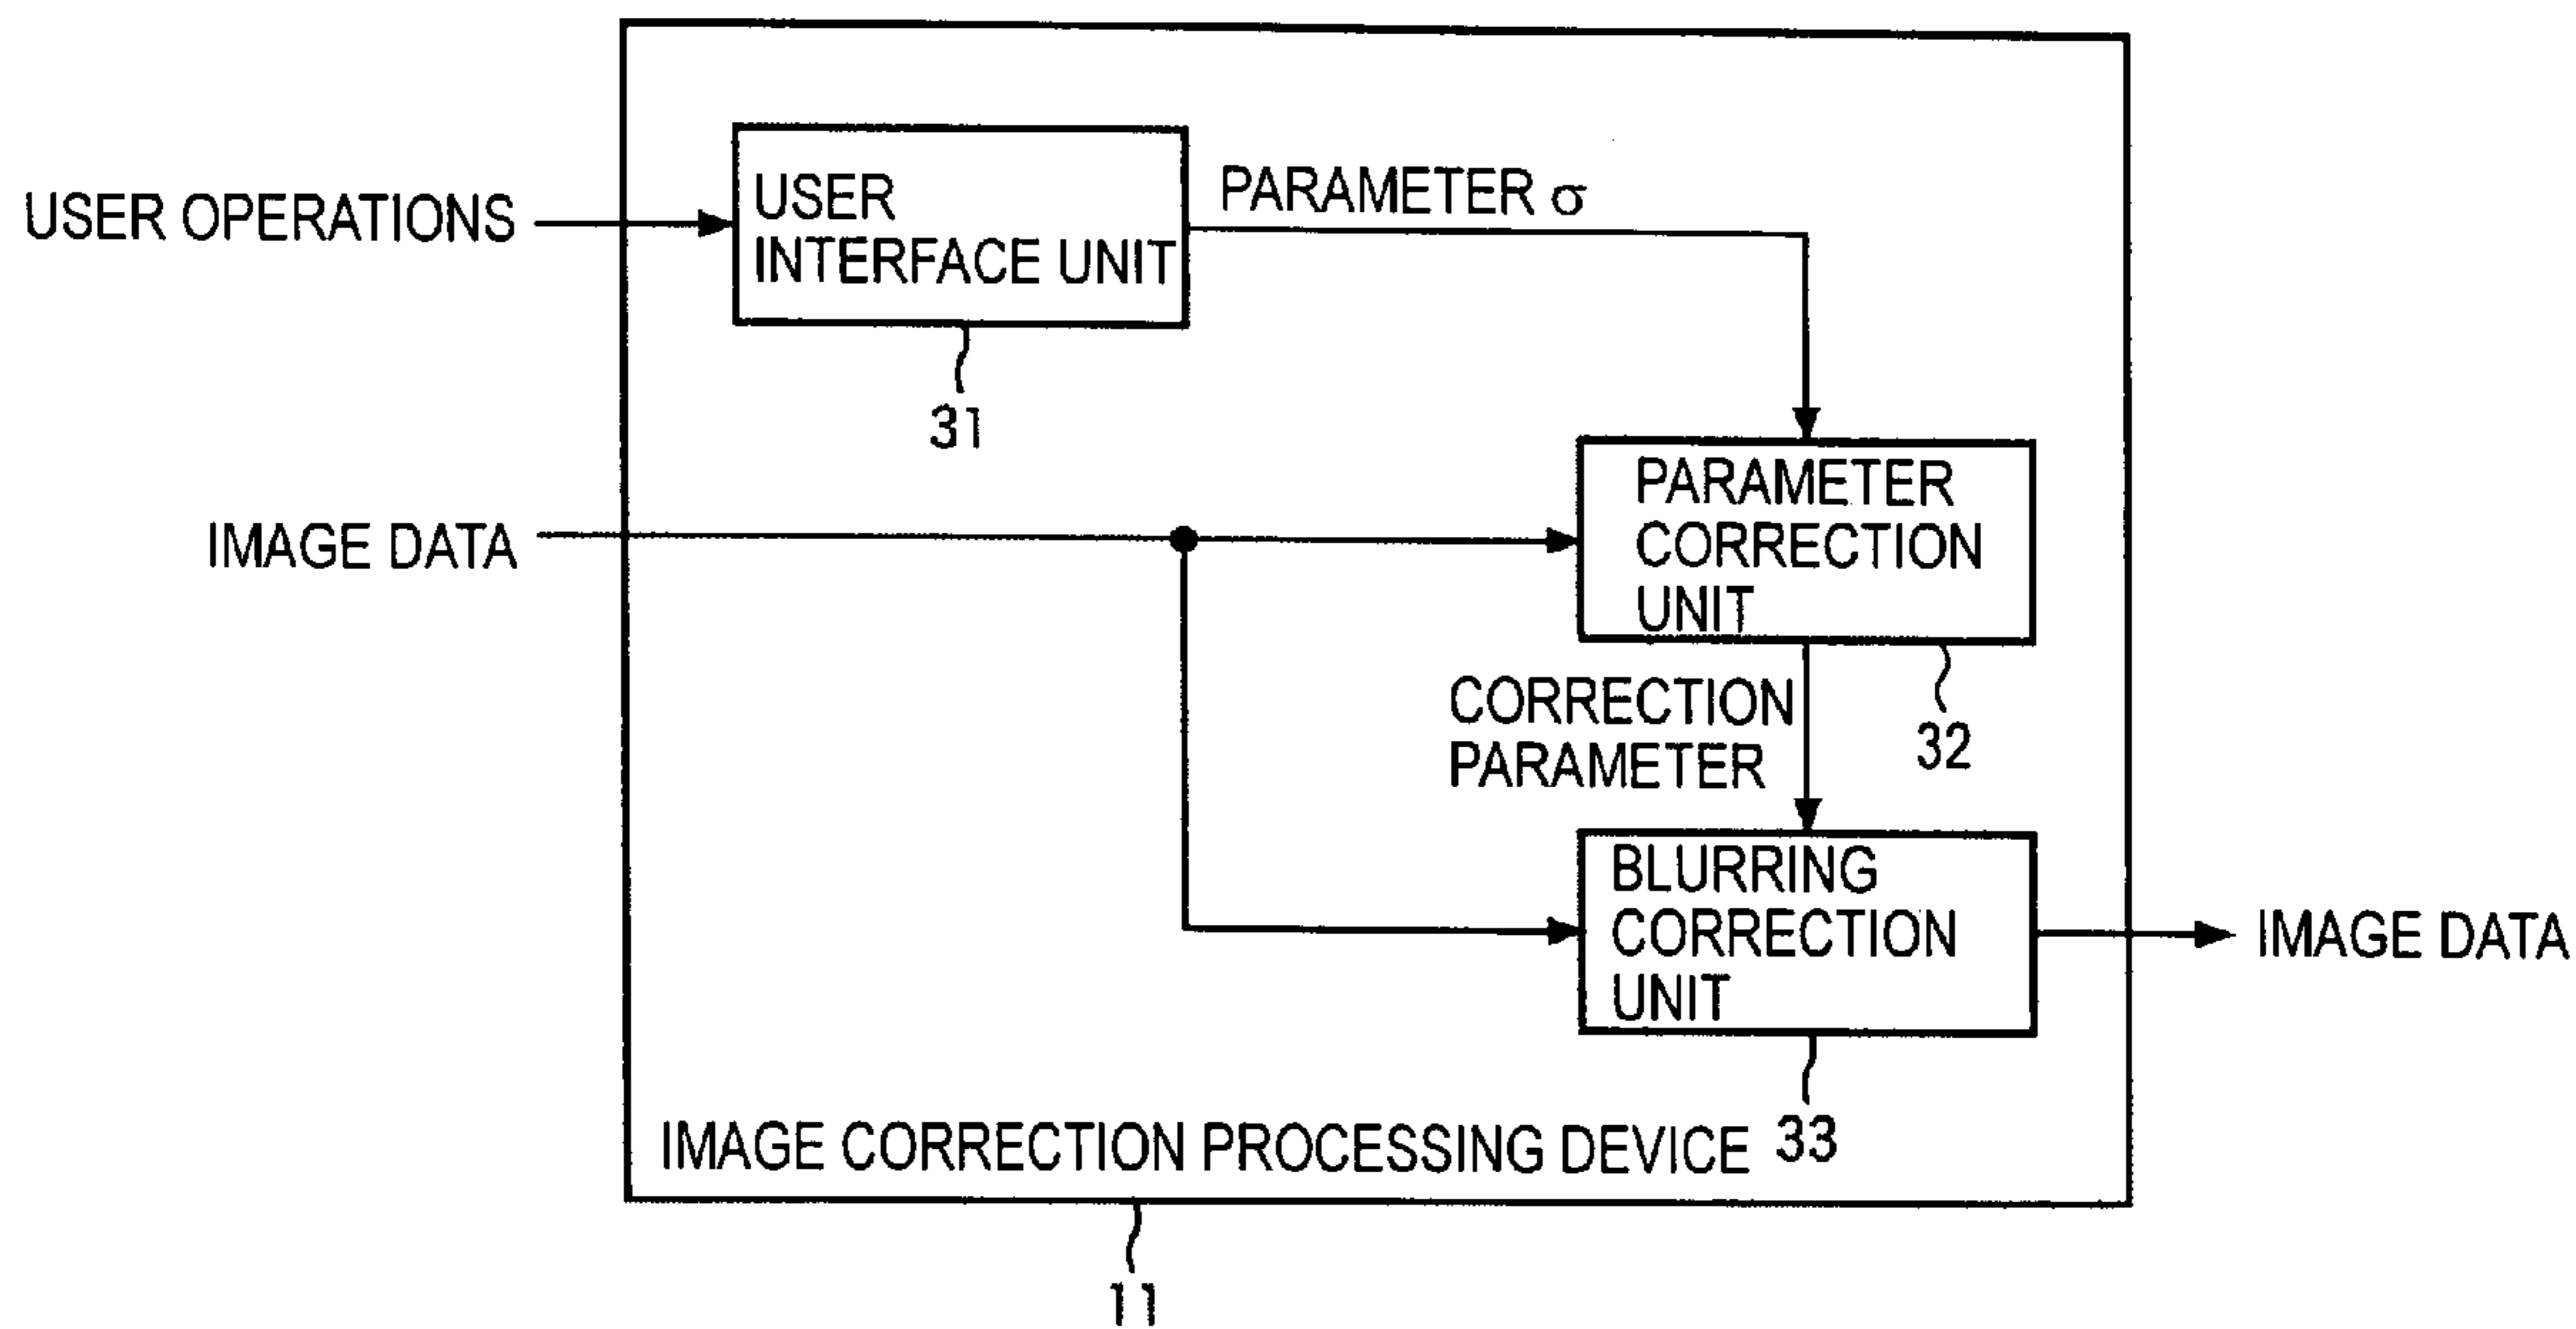 USER OPERATIONS
USER
INTERFACE UNIT
31
PARAMETER σ
IMAGE DATA
PARAMETER
CORRECTION
UNIT
32
CORRECTION
PARAMETER
BLURRING
CORRECTION
UNIT
33
IMAGE DATA
IMAGE CORRECTION PROCESSING DEVICE
11